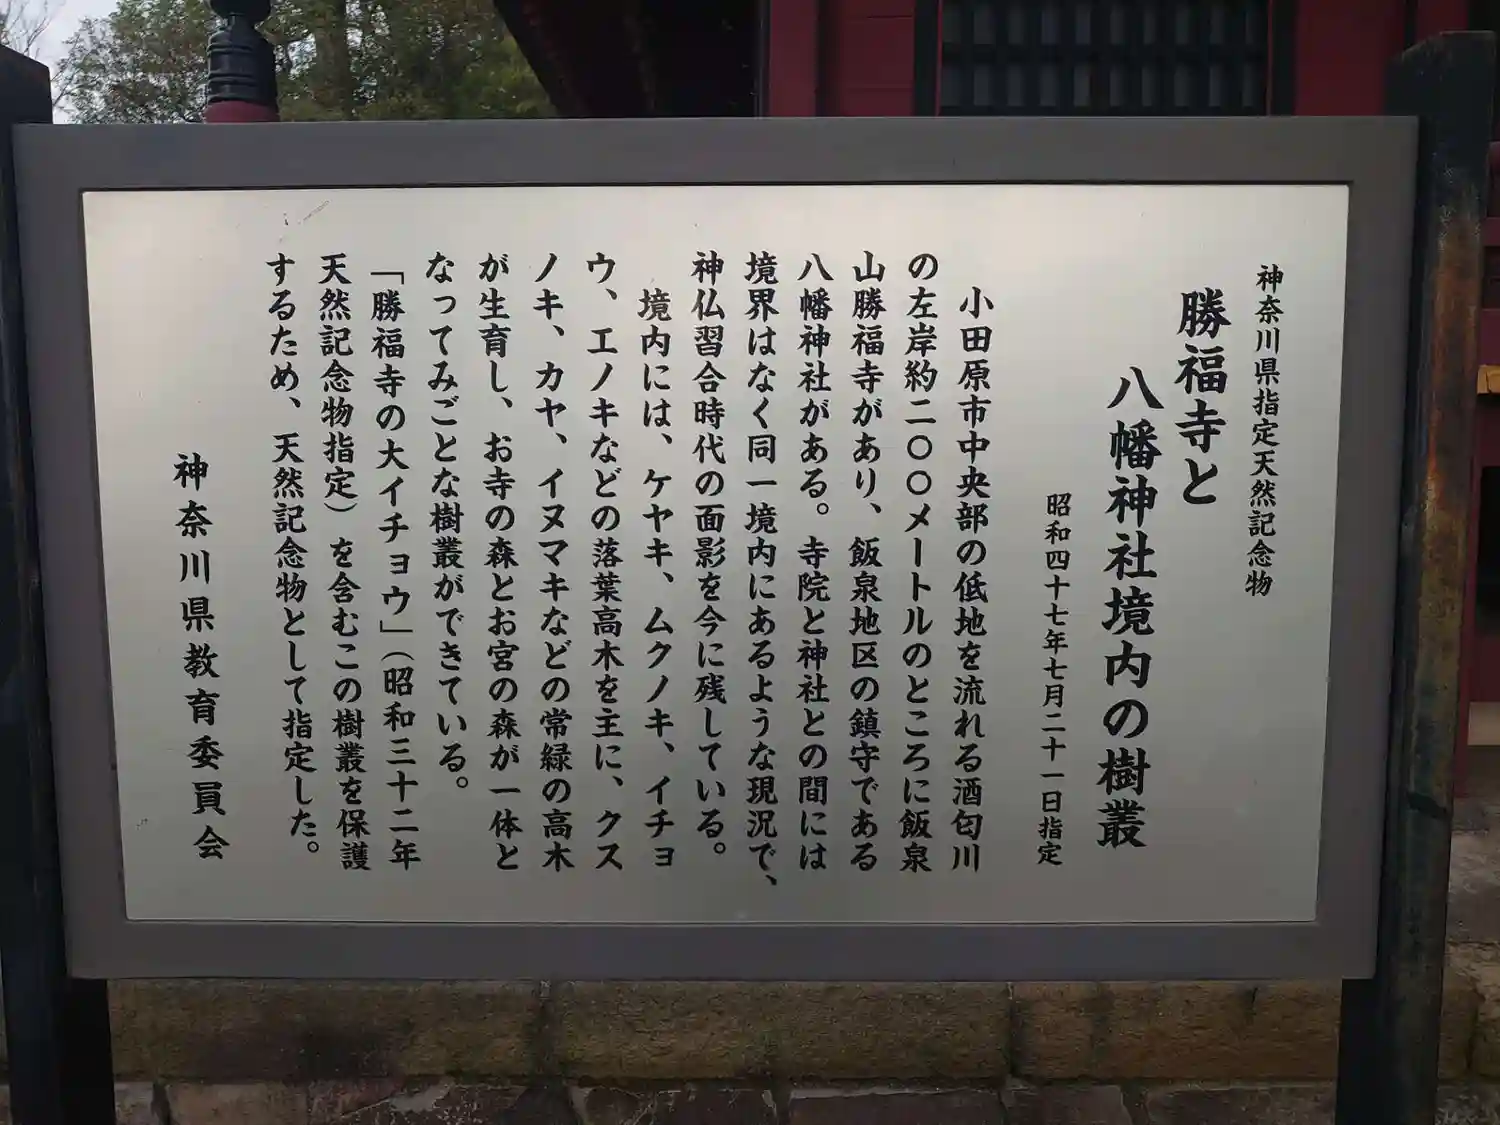 神奈川県指定天然記念物
勝福寺と
八幡神社境内の樹叢
昭和四十七年七月二十一日指定
小田原市中央部の低地を流れる酒匂川
の左岸約二〇〇メートルのところに飯泉
山勝福寺があり、飯泉地区の鎮守である
八幡神社がある。寺院と神社との間には
境界はなく同一境内にあるような現況で、
神仏習合時代の面影を今に残している。
境内には、ケヤキ、ムクノキ、イチョ
ウ、エノキなどの落葉高木を主に、クス
ノキ、カヤ、イヌマキなどの常緑の高木
が生育し、お寺の森とお宮の森が一体と
なってみごとな樹叢ができている。
「勝福寺の大イチョウ」(昭和三十二年
天然記念物指定)を含むこの樹叢を保護
するため、天然記念物として指定した。
神奈川県教育委員会